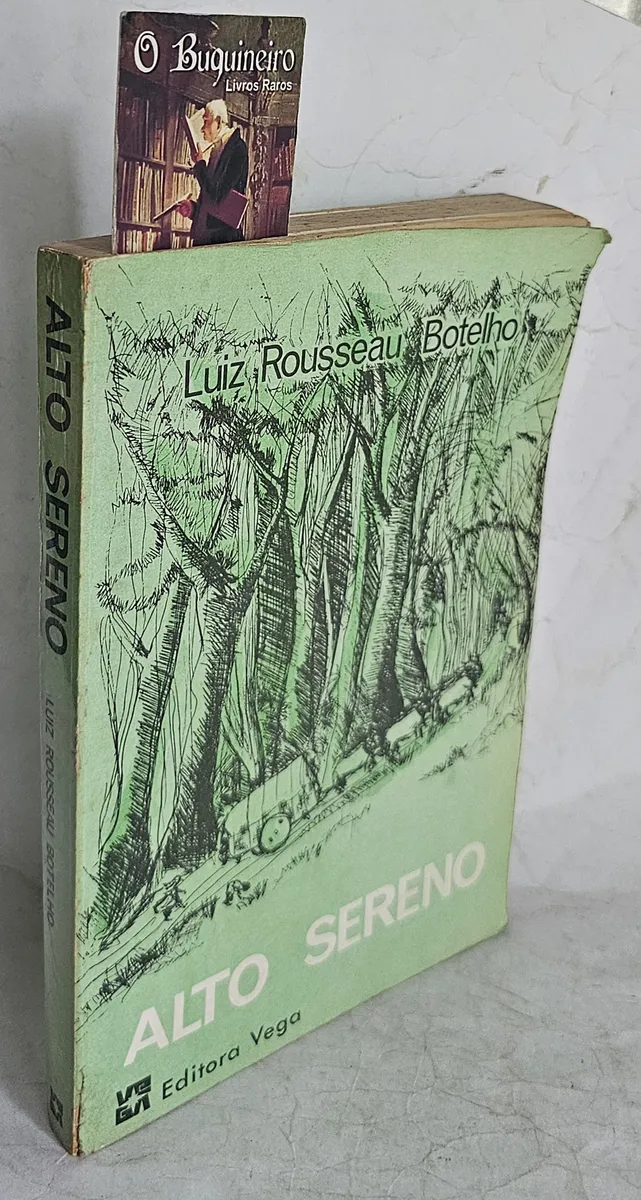 O Buquineiro
Livros Raros
Luiz Rousseau Botelho
ALTO SERENO
VEGA Editora Vega
ALTO SERENO
LUIZ ROUSSEAU BOTELHO